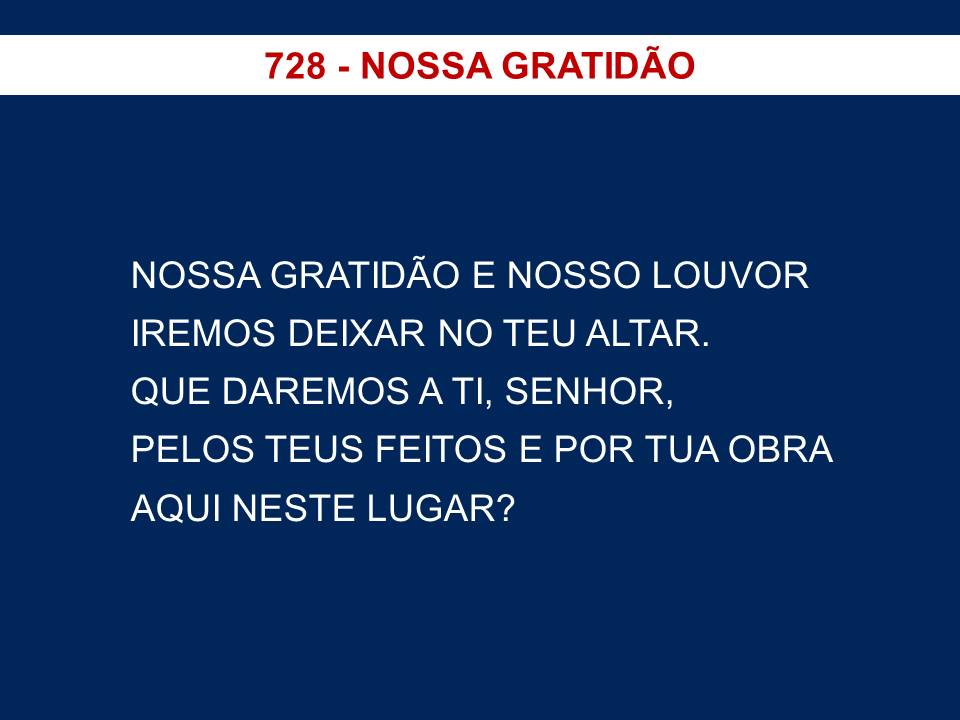 728 - NOSSA GRATIDÃO
NOSSA GRATIDÃO E NOSSO LOUVOR
IREMOS DEIXAR NO TEU ALTAR.
QUE DAREMOS A TI, SENHOR,
PELOS TEUS FEITOS E POR TUA OBRA
AQUI NESTE LUGAR?